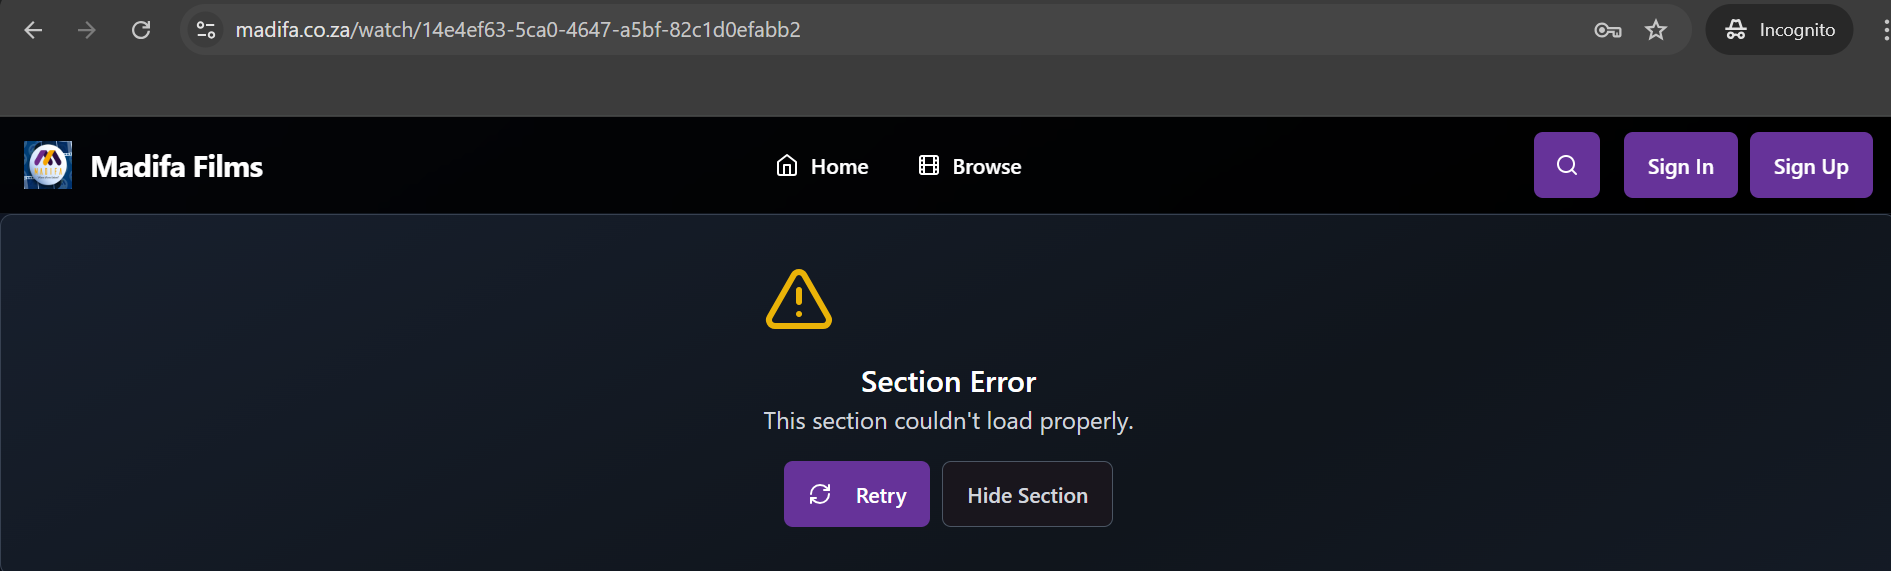 madifa.co.za/watch/14e4ef63-5ca0-4647-a5bf-82c1d0efabb2
Incognito
Madifa Films
Home
Browse
Sign In
Sign Up
Section Error
This section couldn't load properly.
Retry
Hide Section